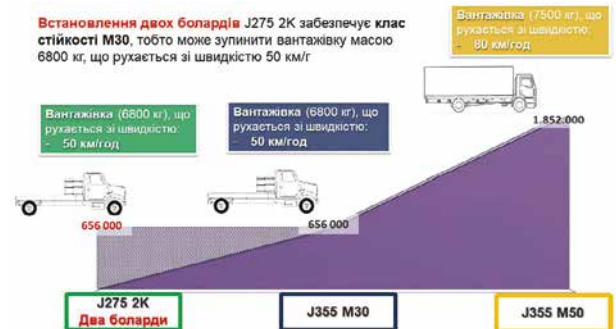 Встановлення двох болардів J275 2K забезпечує клас
стійкості М30, тобто може зупинити вантажівку масою
6800 кг, що рухається зі швидкістю 50 км/г
Вантажівка (7500 кг), що
рухається зі швидкістю:
- 80 км/год
Вантажівка (6800 кг), що
рухається зі швидкістю:
- 50 км/год
Вантажівка (6800 кг), що
рухається зі швидкістю:
- 50 км/год
1.852.000
656 000
656 000
J275 2K
Два боларди
J355 M30
J355 M50